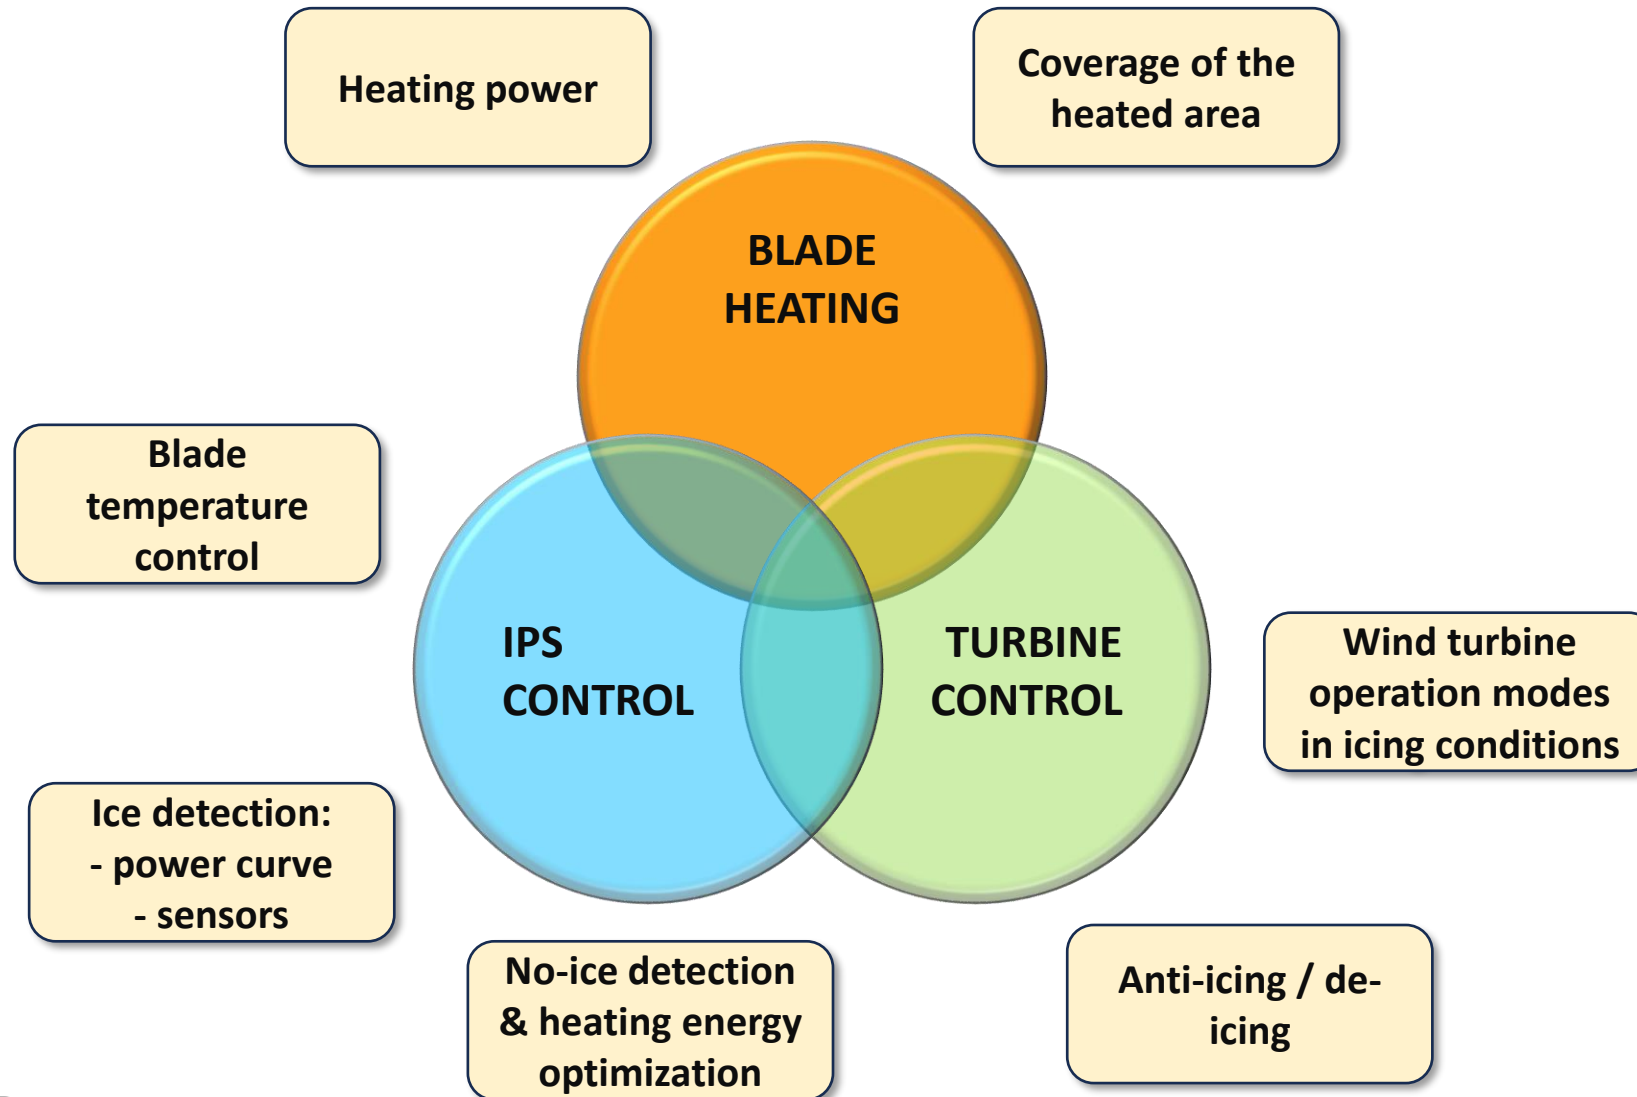 Heating power
Coverage of the
heated area
BLADE
HEATING
Blade
temperature
control
IPS
CONTROL
TURBINE
CONTROL
Wind turbine
operation modes
in icing conditions
Ice detection:
- power curve
- sensors
No-ice detection
& heating energy
optimization
Anti-icing / de-
icing